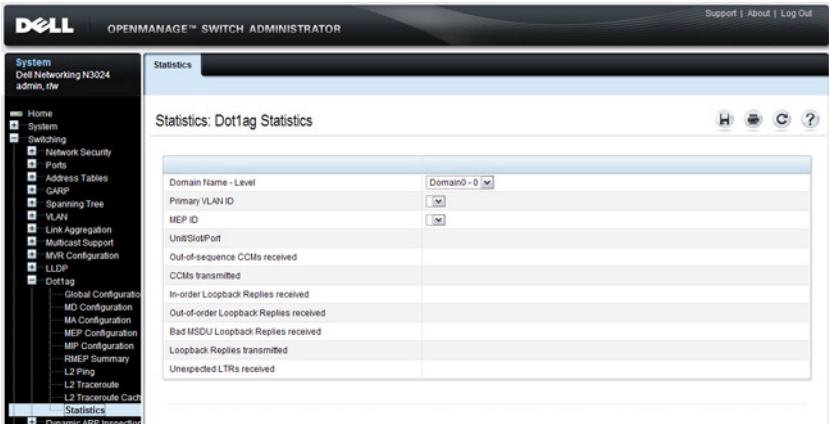 Support | About | Log Out
DELL OPENMANAGE™ SWITCH ADMINISTRATOR
System
Dell Networking N3024
admin, r/w
Home
System
Switching
Network Security
Ports
Address Tables
GARP
Spanning Tree
VLAN
Link Aggregation
Multicast Support
MVR Configuration
LLDP
Dot1ag
Global Configuratio
MD Configuration
MA Configuration
MEP Configuration
MIP Configuration
RMEP Summary
L2 Ping
L2 Traceroute
L2 Traceroute Cach
Statistics
Dynamic ARP Inspection
Statistics
Statistics: Dot1ag Statistics
Domain Name - Level Domain0 - 0
Primary VLAN ID
MEP ID
Unit/Slot/Port
Out-of-sequence CCMs received
CCMs transmitted
In-order Loopback Replies received
Out-of-order Loopback Replies received
Bad MSDU Loopback Replies received
Loopback Replies transmitted
Unexpected LTRs received